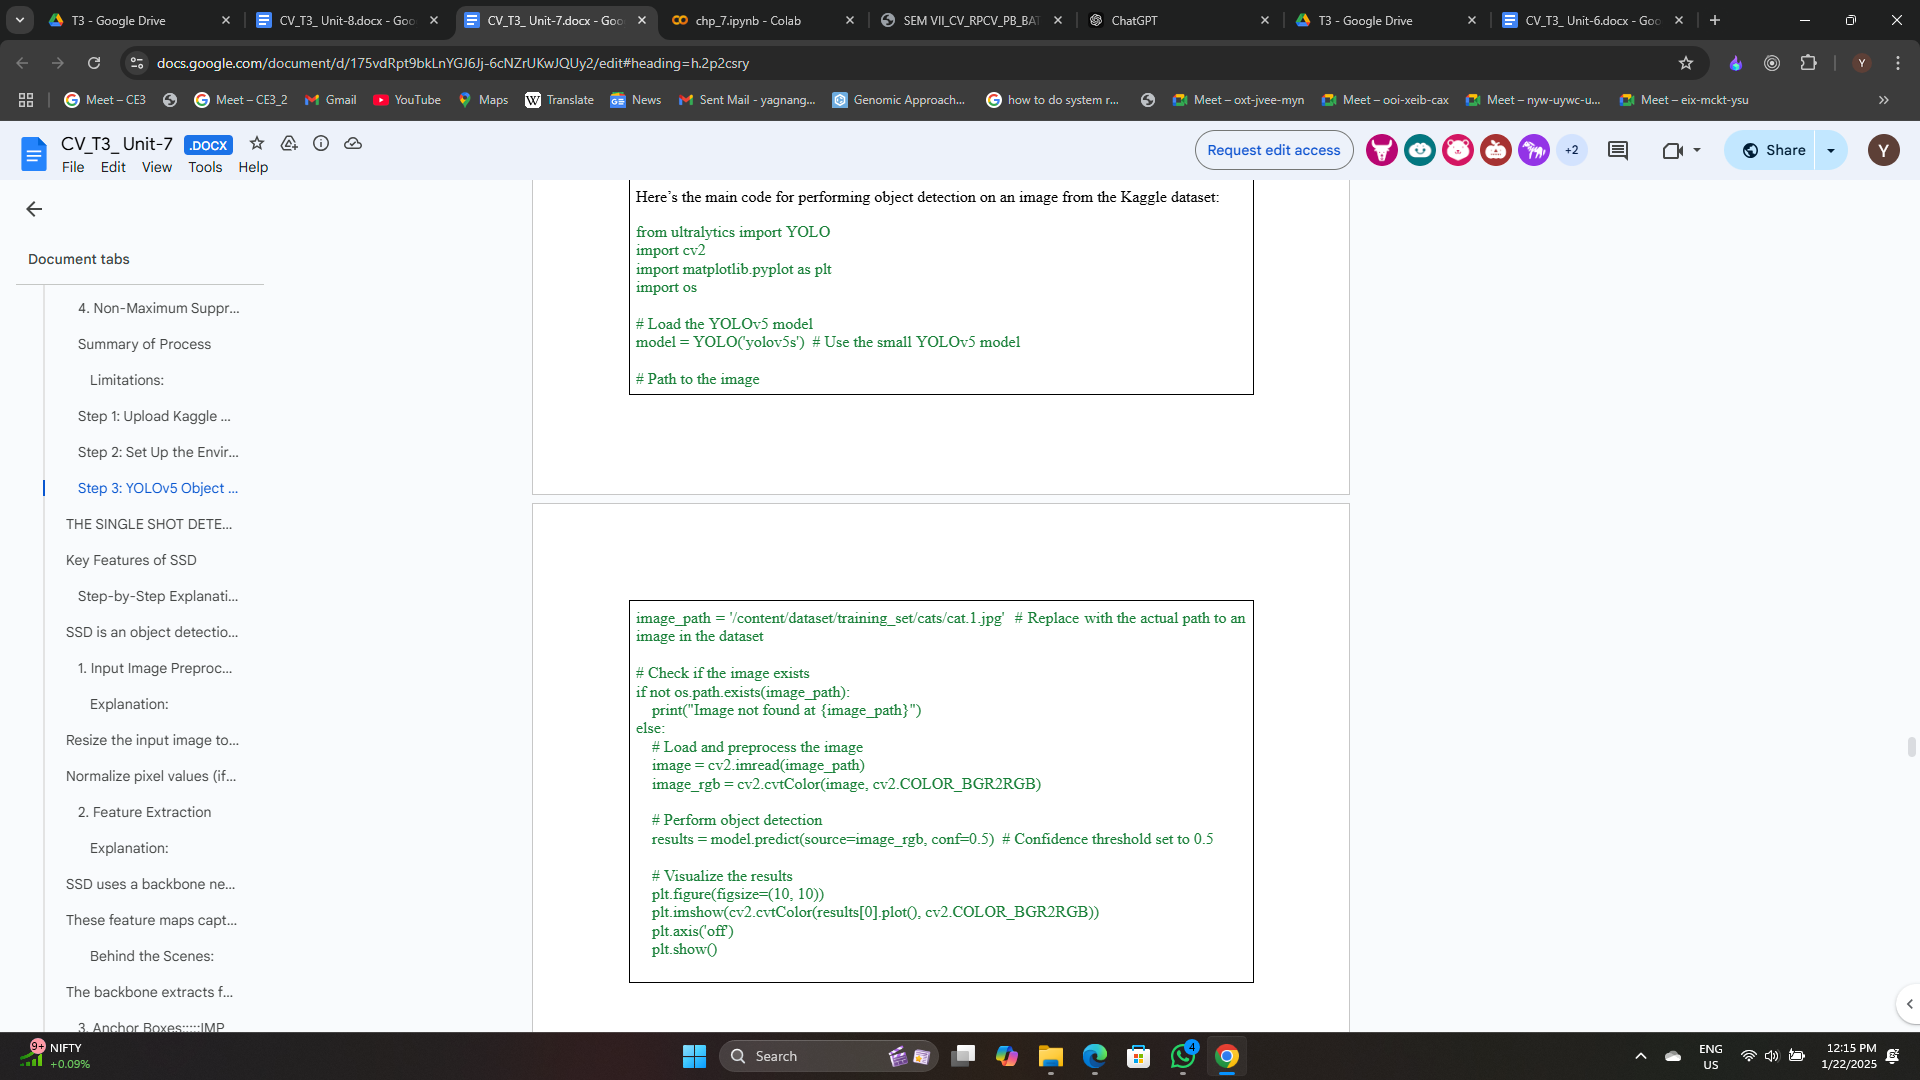 T3 - Google Drive
CV_T3_ Unit-8.docx - Goo
CV_T3_ Unit-7.docx - Goo
chp_7.ipynb - Colab
SEM VII_CV_RPCV_PB_BAT
ChatGPT
T3 - Google Drive
CV_T3_ Unit-6.docx - Goo
docs.google.com/document/d/175vdRpt9bkLnYGJ6Jj-6cNZrUKwJQUy2/edit#heading=h.2p2csry
Y
Meet – CE3
Meet – CE3_2
Gmail
YouTube
Maps
Translate
News
Sent Mail - yagnang...
Genomic Approach...
how to do system r...
Meet – oxt-jvee-myn
Meet – ooi-xeib-cax
Meet – nyw-uywc-u...
Meet – eix-mckt-ysu
CV_T3_ Unit-7
.DOCX
File Edit View Tools Help
Request edit access
+2
Share
Y
Document tabs
4. Non-Maximum Suppr...
Summary of Process
Limitations:
Step 1: Upload Kaggle ...
Step 2: Set Up the Envir...
Step 3: YOLOv5 Object ...
THE SINGLE SHOT DETE...
Key Features of SSD
Step-by-Step Explanati...
SSD is an object detectio...
1. Input Image Preproc...
Explanation:
Resize the input image to...
Normalize pixel values (if...
2. Feature Extraction
Explanation:
SSD uses a backbone ne...
These feature maps capt...
Behind the Scenes:
The backbone extracts f...
3. Anchor Boxes:::::IMP
Here’s the main code for performing object detection on an image from the Kaggle dataset:
from ultralytics import YOLO
import cv2
import matplotlib.pyplot as plt
import os
# Load the YOLOv5 model
model = YOLO('yolov5s')  # Use the small YOLOv5 model
# Path to the image
image_path = '/content/dataset/training_set/cats/cat.1.jpg'  # Replace with the actual path to an
image in the dataset
# Check if the image exists
if not os.path.exists(image_path):
print("Image not found at {image_path}")
else:
# Load and preprocess the image
image = cv2.imread(image_path)
image_rgb = cv2.cvtColor(image, cv2.COLOR_BGR2RGB)
# Perform object detection
results = model.predict(source=image_rgb, conf=0.5)  # Confidence threshold set to 0.5
# Visualize the results
plt.figure(figsize=(10, 10))
plt.imshow(cv2.cvtColor(results[0].plot(), cv2.COLOR_BGR2RGB))
plt.axis('off')
plt.show()
9+
NIFTY
+0.09%
Search
4
ENG
US
12:15 PM
1/22/2025